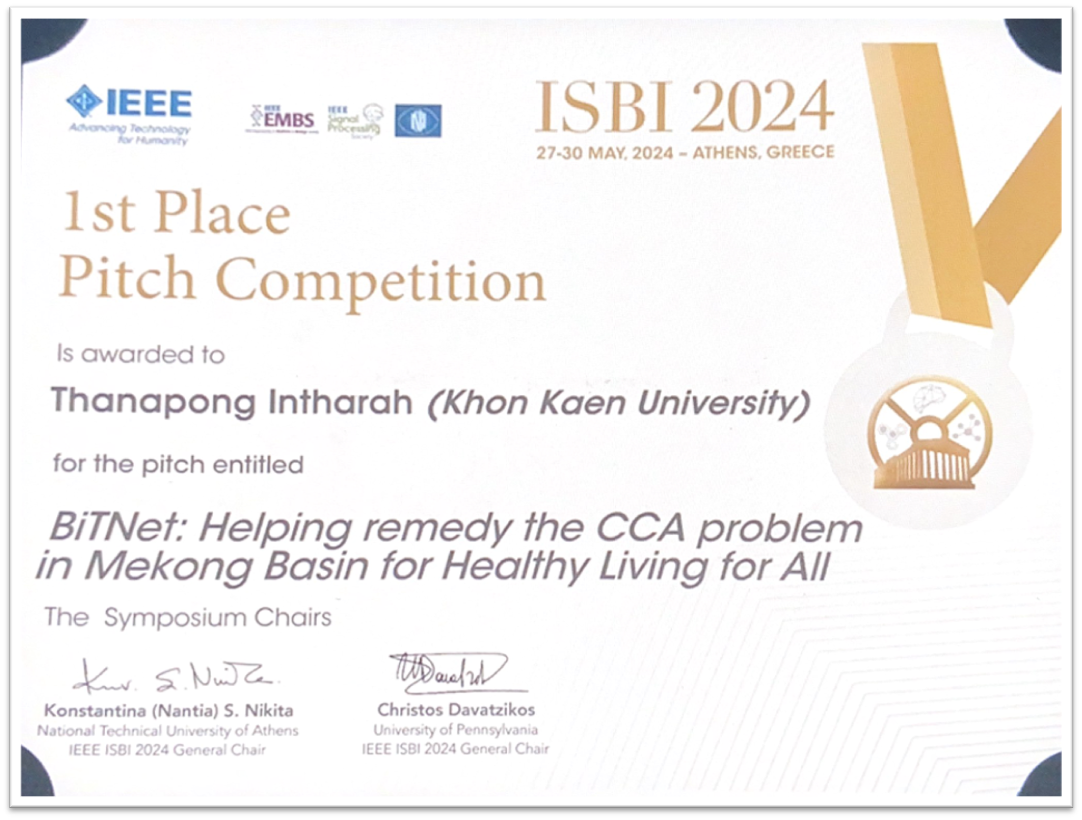 IEEE
Advancing Technology
for Humanity
IEEE
EMBS
IEEE
Signal
Processing
Society
ISBI 2024
27-30 MAY, 2024 – ATHENS, GREECE
1st Place
Pitch Competition
Is awarded to
Thanapong Intharah (Khon Kaen University)
for the pitch entitled
BiTNet: Helping remedy the CCA problem
in Mekong Basin for Healthy Living for All
The Symposium Chairs
Konstantina (Nantia) S. Nikita
National Technical University of Athens
IEEE ISBI 2024 General Chair
Christos Davatzikos
University of Pennsylvania
IEEE ISBI 2024 General Chair